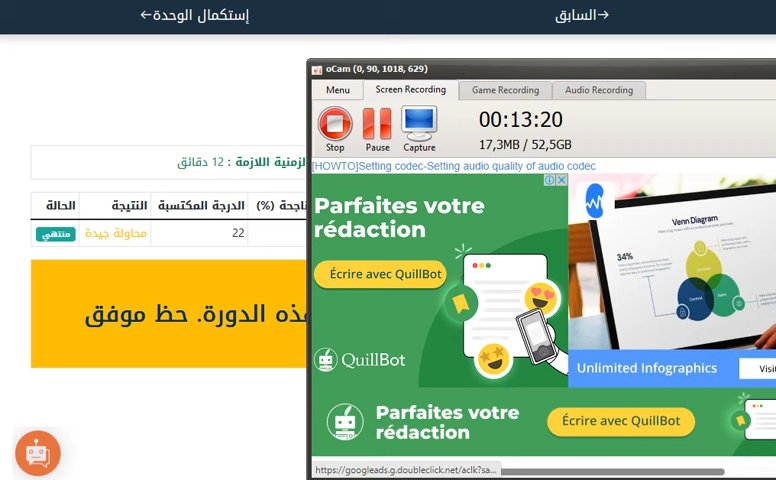 السابق→
إستكمال الوحدة←
الزمنية اللازمة : 12 دقائق
الدرجة المكتسبة النتيجة الحالة (%)
22 محاولة جيدة منتهي
الدورة. حظ موفق
oCam (0, 90, 1018, 629)
Menu Screen Recording Game Recording Audio Recording
00:13:20
17,3MB / 52,5GB
Stop Pause Capture
[HOWTO]Setting codec-Setting audio quality of audio codec
Parfaites votre
rédaction
Écrire avec QuillBot
QuillBot
Venn Diagram
34%
Unlimited Infographics
Visi
Parfaites votre
rédaction
Écrire avec QuillBot
https://googleads.g.doubleclick.net/aclk?sa...